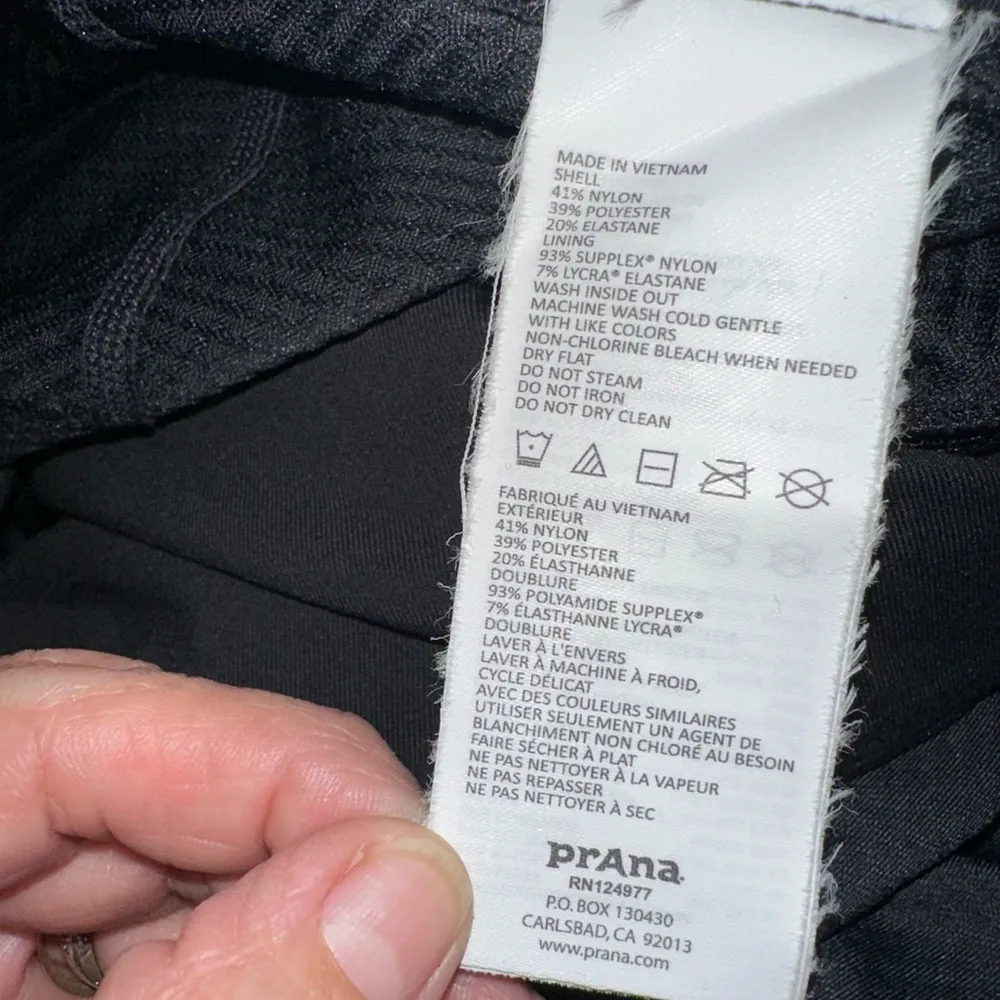 MADE IN VIETNAM
SHELL
41% NYLON
39% POLYESTER
20% ELASTANE
LINING
93% SUPPLEX® NYLON
7% LYCRA® ELASTANE
WASH INSIDE OUT
MACHINE WASH COLD GENTLE
WITH LIKE COLORS
NON-CHLORINE BLEACH WHEN NEEDED
DRY FLAT
DO NOT STEAM
DO NOT IRON
DO NOT DRY CLEAN
FABRIQUÉ AU VIETNAM
EXTÉRIEUR
41% NYLON
39% POLYESTER
20% ÉLASTHANNE
DOUBLURE
93% POLYAMIDE SUPPLEX®
7% ÉLASTHANNE LYCRA®
DOUBLURE
LAVER À L'ENVERS
LAVER À MACHINE À FROID,
CYCLE DÉLICAT
AVEC DES COULEURS SIMILAIRES
UTILISER SEULEMENT UN AGENT DE
BLANCHIMENT NON CHLORÉ AU BESOIN
FAIRE SÉCHER À PLAT
NE PAS NETTOYER À LA VAPEUR
NE PAS REPASSER
NE PAS NETTOYER À SEC
prAna
RN124977
P.O. BOX 130430
CARLSBAD, CA 92013
www.prana.com